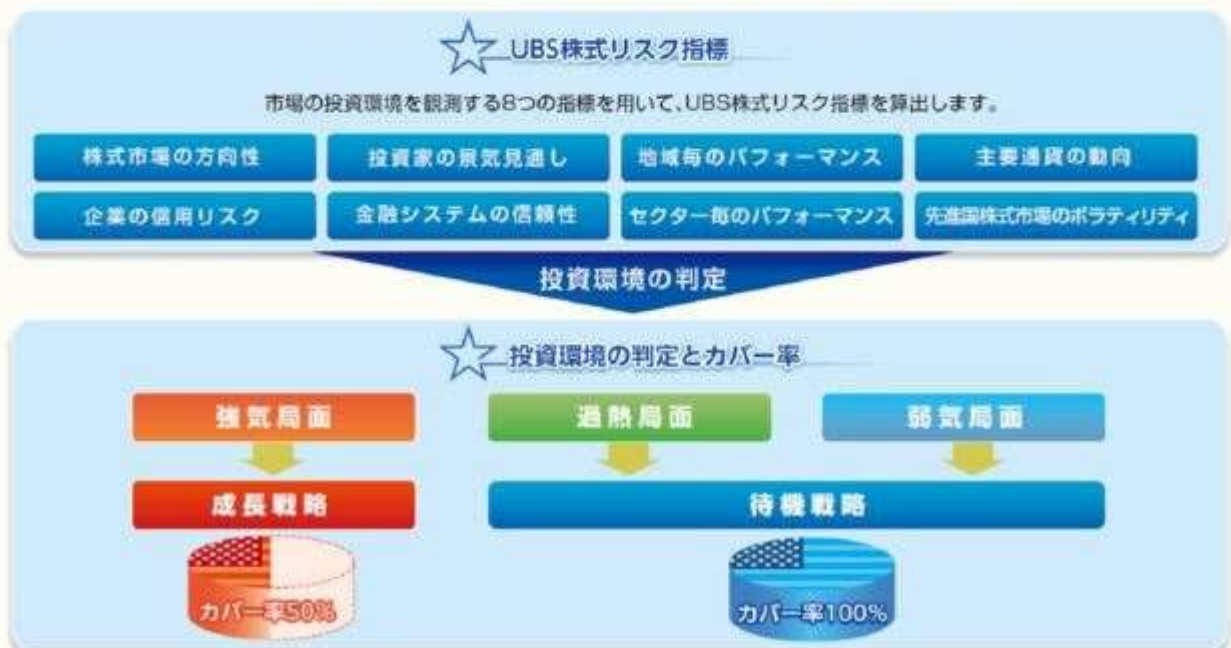 UBS株式リスク指標
市場の投資環境を観測する8つの指標を用いて、UBS株式リスク指標を算出します。
株式市場の方向性
投資家の景気見通し
地域毎のパフォーマンス
主要通貨の動向
企業の信用リスク
金融システムの信頼性
セクター毎のパフォーマンス
先進国株式市場のボラティリティ
投資環境の判定
投資環境の判定とカバー率
強気局面
過熱局面
弱気局面
成長戦略
待機戦略
カバー率50%
カバー率100%